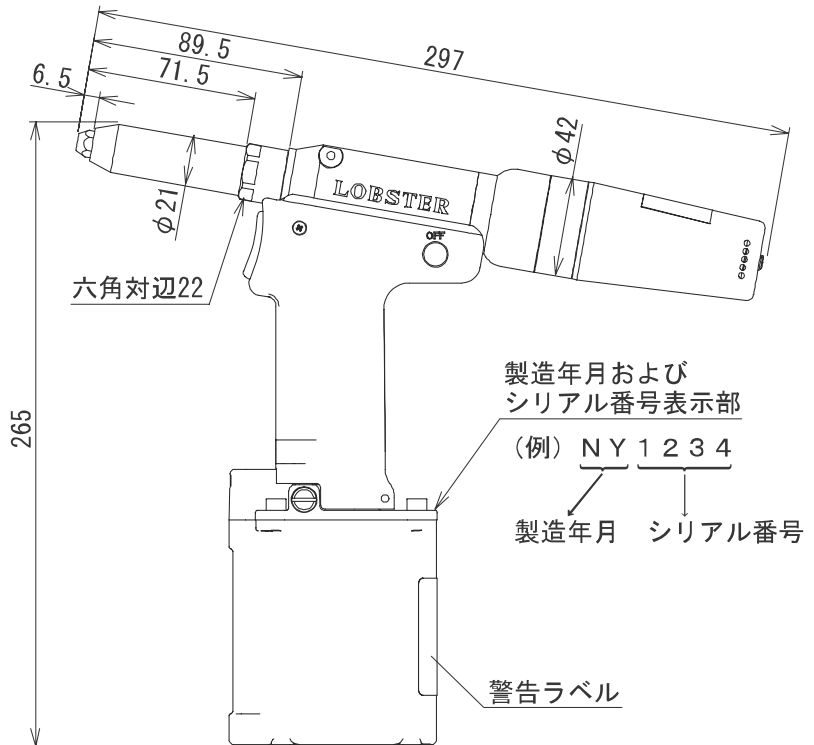 297
89.5
71.5
6.5
φ42
φ21
LOBSTER
OFF
六角対辺22
265
製造年月および
シリアル番号表示部
（例）ＮＹ１２３４
製造年月 シリアル番号
警告ラベル